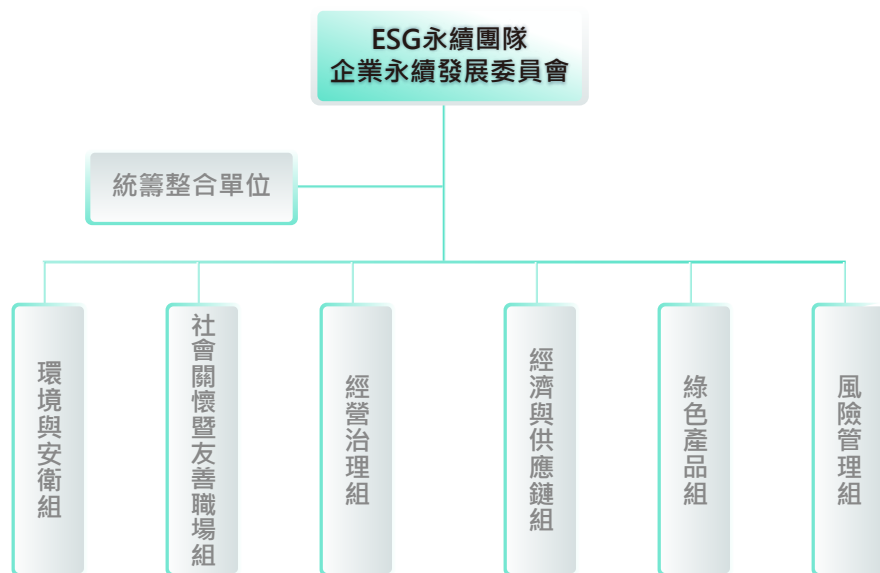 ESG永續團隊
企業永續發展委員會
統籌整合單位
環境與安衛組
社會關懷暨友善職場組
經營治理組
經濟與供應鏈組
綠色產品組
風險管理組